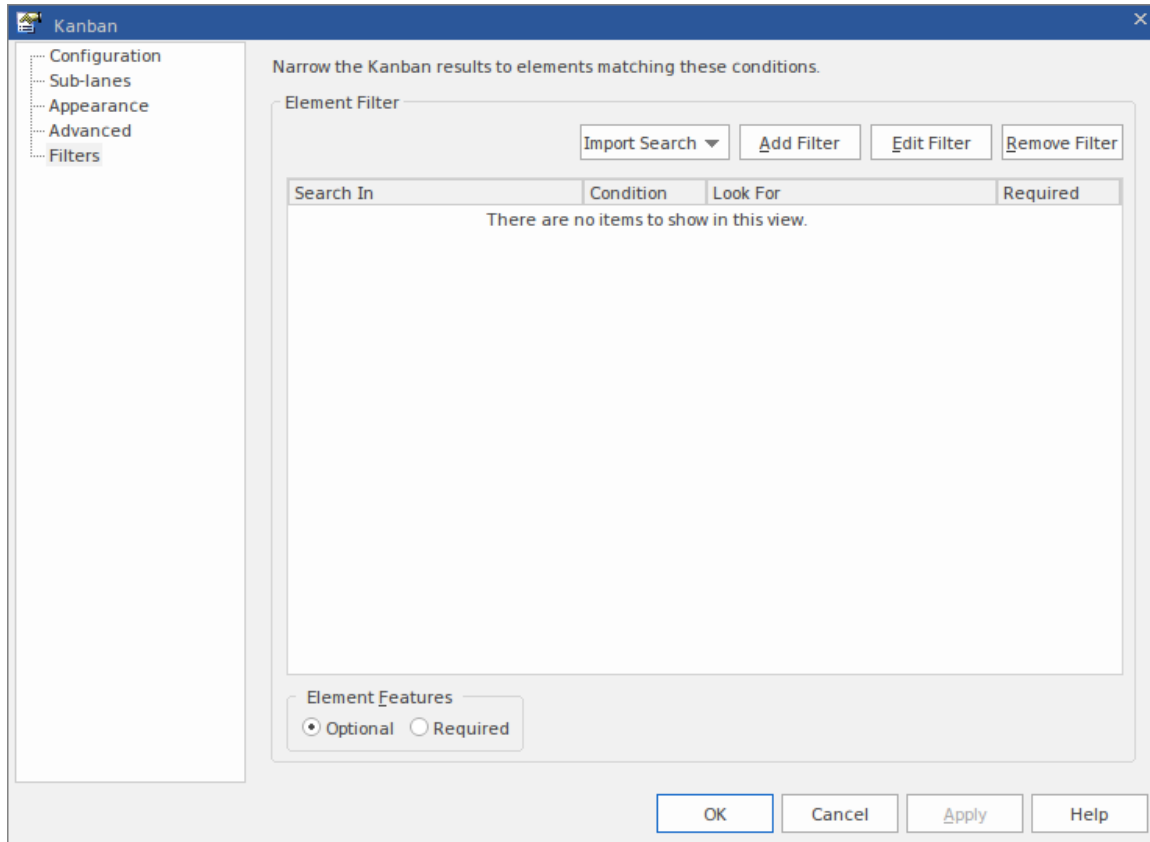 Kanban
Configuration
Sub-lanes
Appearance
Advanced
Filters
Narrow the Kanban results to elements matching these conditions.
Element Filter
Import Search Add Filter Edit Filter Remove Filter
Search In Condition Look For Required
There are no items to show in this view.
Element Features
Optional Required
OK Cancel Apply Help